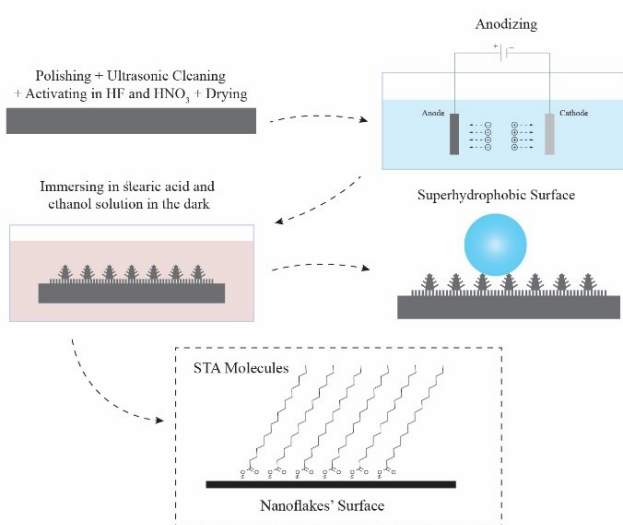 Anodizing
+ −
Polishing + Ultrasonic Cleaning
+ Activating in HF and HNO₃ + Drying
Anode
Cathode
Immersing in stearic acid and
ethanol solution in the dark
Superhydrophobic Surface
STA Molecules
Nanoflakes' Surface